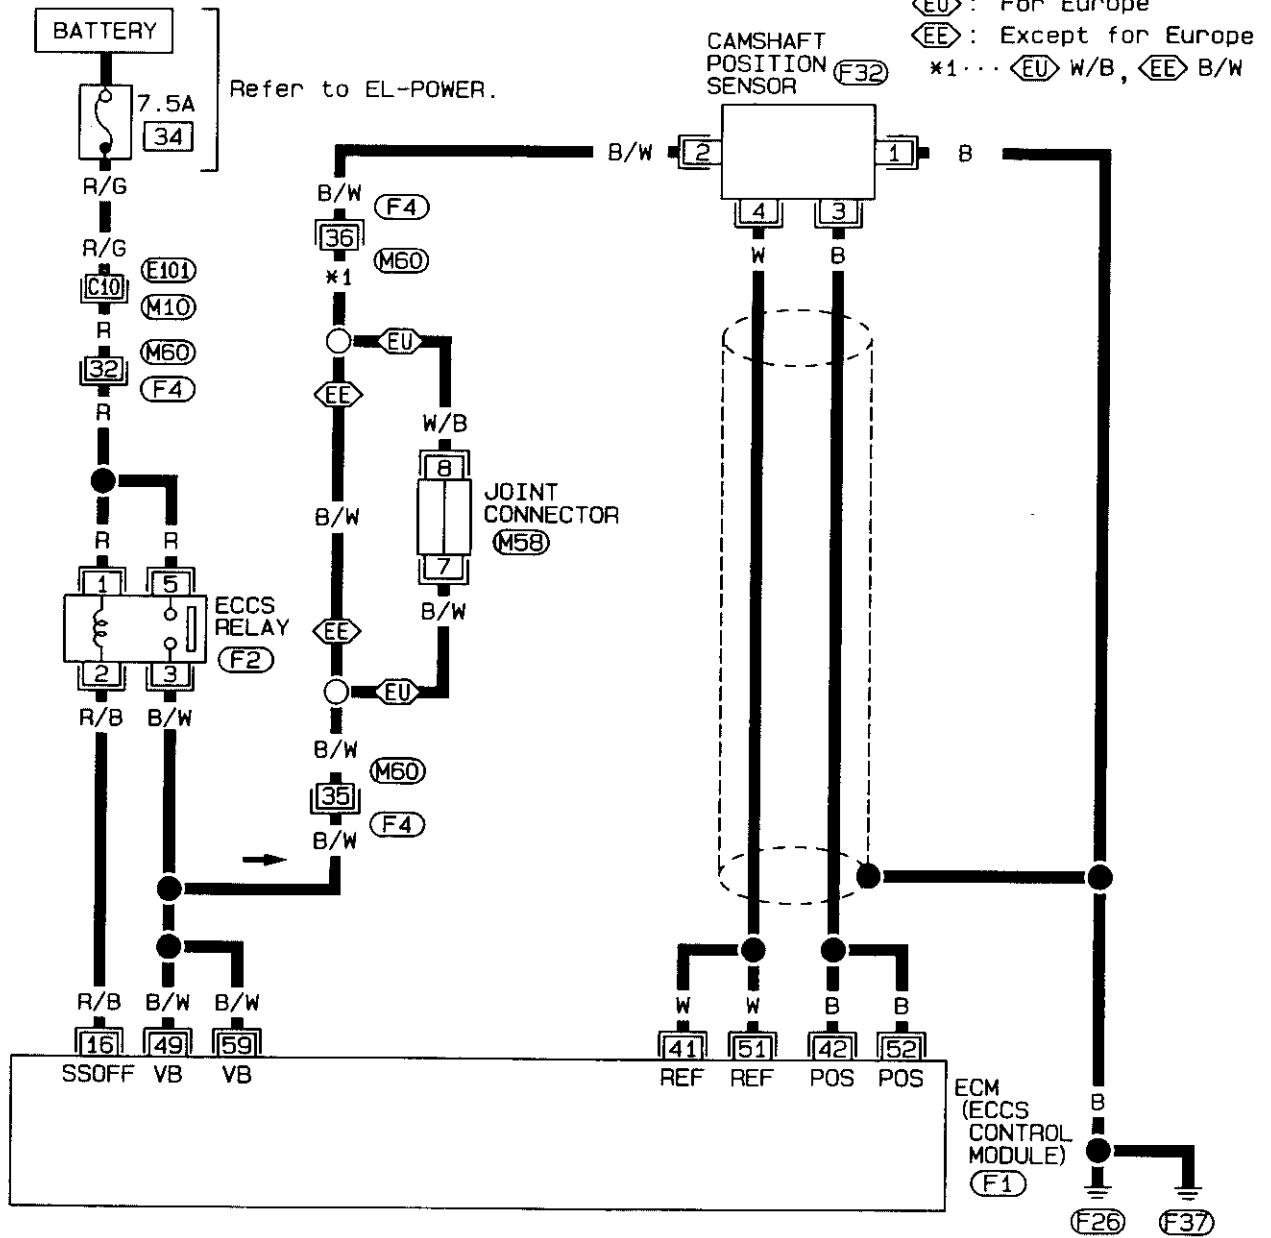 EU : For Europe
BATTERY
CAMSHAFT
POSITION
SENSOR
F32
EE : Except for Europe
*1··· EU W/B, EE B/W
Refer to EL-POWER.
7.5A
34
R/G
R/G
C10
E101
M10
R
M60
32
F4
R
R
R
1
5
ECCS
RELAY
F2
2
3
R/B
B/W
B/W
F4
36
M60
*1
EU
EE
W/B
8
JOINT
CONNECTOR
M58
B/W
7
B/W
EE
EU
B/W
M60
35
F4
B/W
B/W
2
1
B
4
3
W
B
R/B
B/W
B/W
W
W
B
B
16
49
59
41
51
42
52
SSOFF
VB
VB
REF
REF
POS
POS
ECM
(ECCS
CONTROL
MODULE)
F1
B
F26
F37